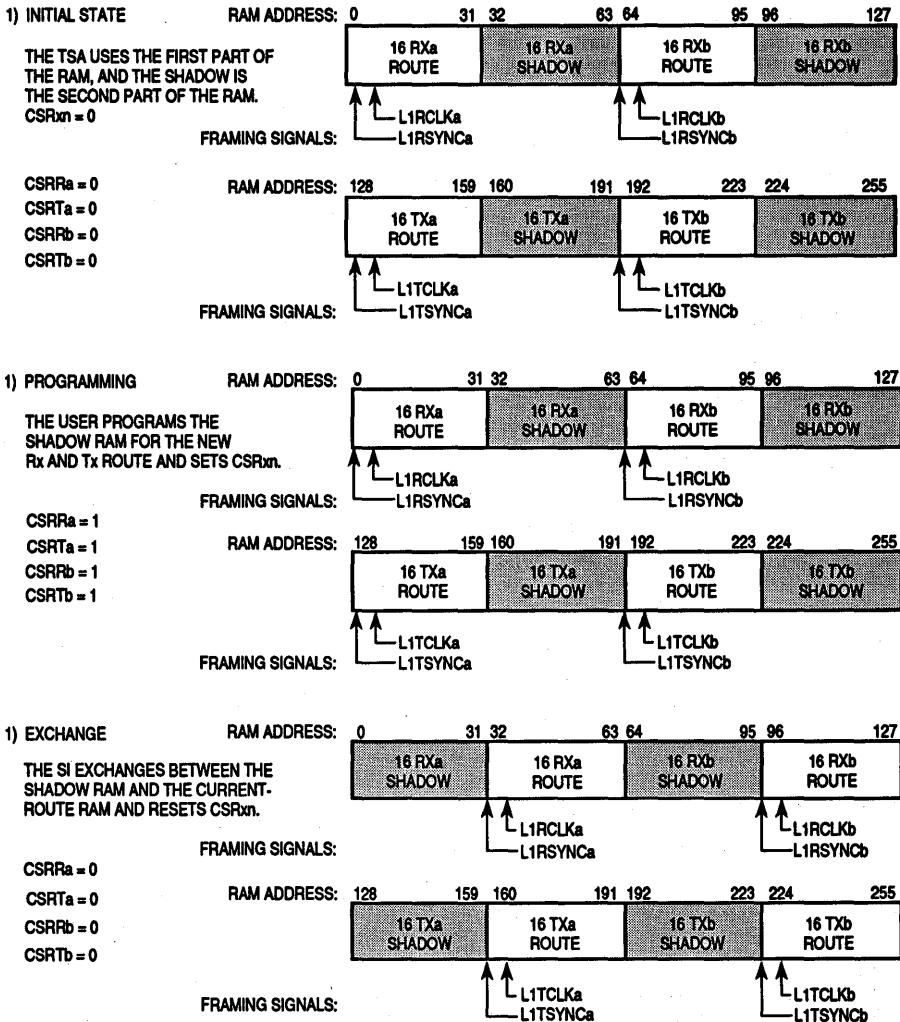 1) INITIAL STATE
RAM ADDRESS: 0 31 32 63 64 95 96 127
THE TSA USES THE FIRST PART OF
THE RAM, AND THE SHADOW IS
THE SECOND PART OF THE RAM.
CSRxn = 0
16 RXa
ROUTE
16 RXa
SHADOW
16 RXb
ROUTE
16 RXb
SHADOW
L1RCLKa
L1RCLKb
FRAMING SIGNALS: L1RSYNCa L1RSYNCb
CSRRa = 0
CSRTa = 0
CSRRb = 0
CSRTb = 0
RAM ADDRESS: 128 159 160 191 192 223 224 255
16 TXa
ROUTE
16 TXa
SHADOW
16 TXb
ROUTE
16 TXb
SHADOW
L1TCLKa
L1TCLKb
FRAMING SIGNALS: L1TSYNCa L1TSYNCb
1) PROGRAMMING
RAM ADDRESS: 0 31 32 63 64 95 96 127
THE USER PROGRAMS THE
SHADOW RAM FOR THE NEW
Rx AND Tx ROUTE AND SETS CSRxn.
16 RXa
ROUTE
16 RXa
SHADOW
16 RXb
ROUTE
16 RXb
SHADOW
L1RCLKa
L1RCLKb
FRAMING SIGNALS: L1RSYNCa L1RSYNCb
CSRRa = 1
CSRTa = 1
CSRRb = 1
CSRTb = 1
RAM ADDRESS: 128 159 160 191 192 223 224 255
16 TXa
ROUTE
16 TXa
SHADOW
16 TXb
ROUTE
16 TXb
SHADOW
L1TCLKa
L1TCLKb
FRAMING SIGNALS: L1TSYNCa L1TSYNCb
1) EXCHANGE
RAM ADDRESS: 0 31 32 63 64 95 96 127
THE SI EXCHANGES BETWEEN THE
SHADOW RAM AND THE CURRENT-
ROUTE RAM AND RESETS CSRxn.
16 RXa
SHADOW
16 RXa
ROUTE
16 RXb
SHADOW
16 RXb
ROUTE
L1RCLKa
L1RCLKb
FRAMING SIGNALS: L1RSYNCa L1RSYNCb
CSRRa = 0
CSRTa = 0
CSRRb = 0
CSRTb = 0
RAM ADDRESS: 128 159 160 191 192 223 224 255
16 TXa
SHADOW
16 TXa
ROUTE
16 TXb
SHADOW
16 TXb
ROUTE
L1TCLKa
L1TCLKb
FRAMING SIGNALS: L1TSYNCa L1TSYNCb